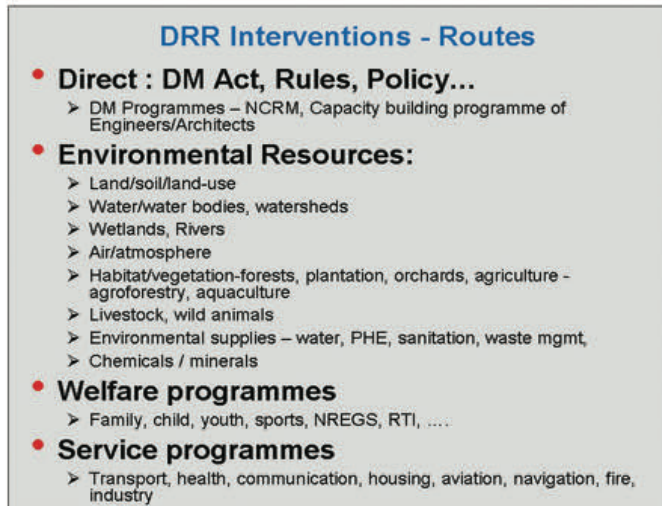 DRR Interventions - Routes
• Direct : DM Act, Rules, Policy…
➢ DM Programmes – NCRM, Capacity building programme of
Engineers/Architects
• Environmental Resources:
➢ Land/soil/land-use
➢ Water/water bodies, watersheds
➢ Wetlands, Rivers
➢ Air/atmosphere
➢ Habitat/vegetation-forests, plantation, orchards, agriculture -
agroforestry, aquaculture
➢ Livestock, wild animals
➢ Environmental supplies – water, PHE, sanitation, waste mgmt,
➢ Chemicals / minerals
• Welfare programmes
➢ Family, child, youth, sports, NREGS, RTI, ….
• Service programmes
➢ Transport, health, communication, housing, aviation, navigation, fire,
industry